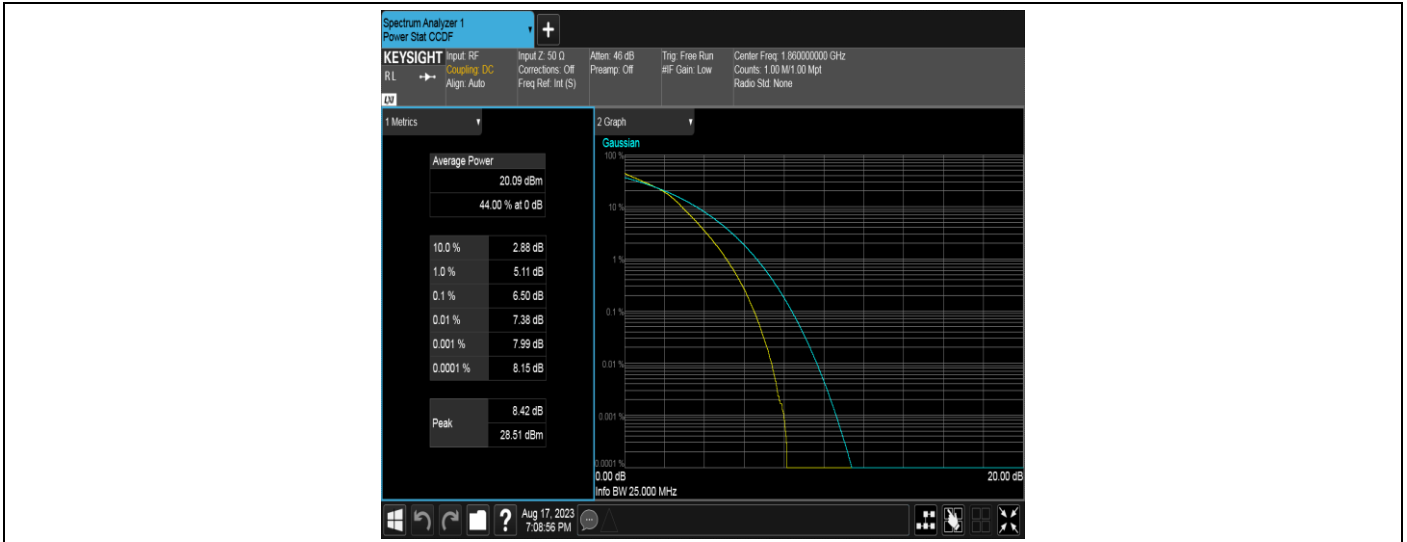 Spectrum Analyzer 1
Power Stat CCDF
+
KEYSIGHT
RL
LXI
Input: RF
Coupling: DC
Align: Auto
Input Z: 50 Ω
Corrections: Off
Freq Ref: Int (S)
Atten: 46 dB
Preamp: Off
Trig: Free Run
#IF Gain: Low
Center Freq: 1.860000000 GHz
Counts: 1.00 M/1.00 Mpt
Radio Std: None
1 Metrics
Average Power
20.09 dBm
44.00 % at 0 dB
10.0 % 2.88 dB
1.0 % 5.11 dB
0.1 % 6.50 dB
0.01 % 7.38 dB
0.001 % 7.99 dB
0.0001 % 8.15 dB
Peak
8.42 dB
28.51 dBm
2 Graph
Gaussian
100 %
10 %
1 %
0.1 %
0.01 %
0.001 %
0.0001 %
0.00 dB 20.00 dB
Info BW 25.000 MHz
?
Aug 17, 2023
7:08:56 PM